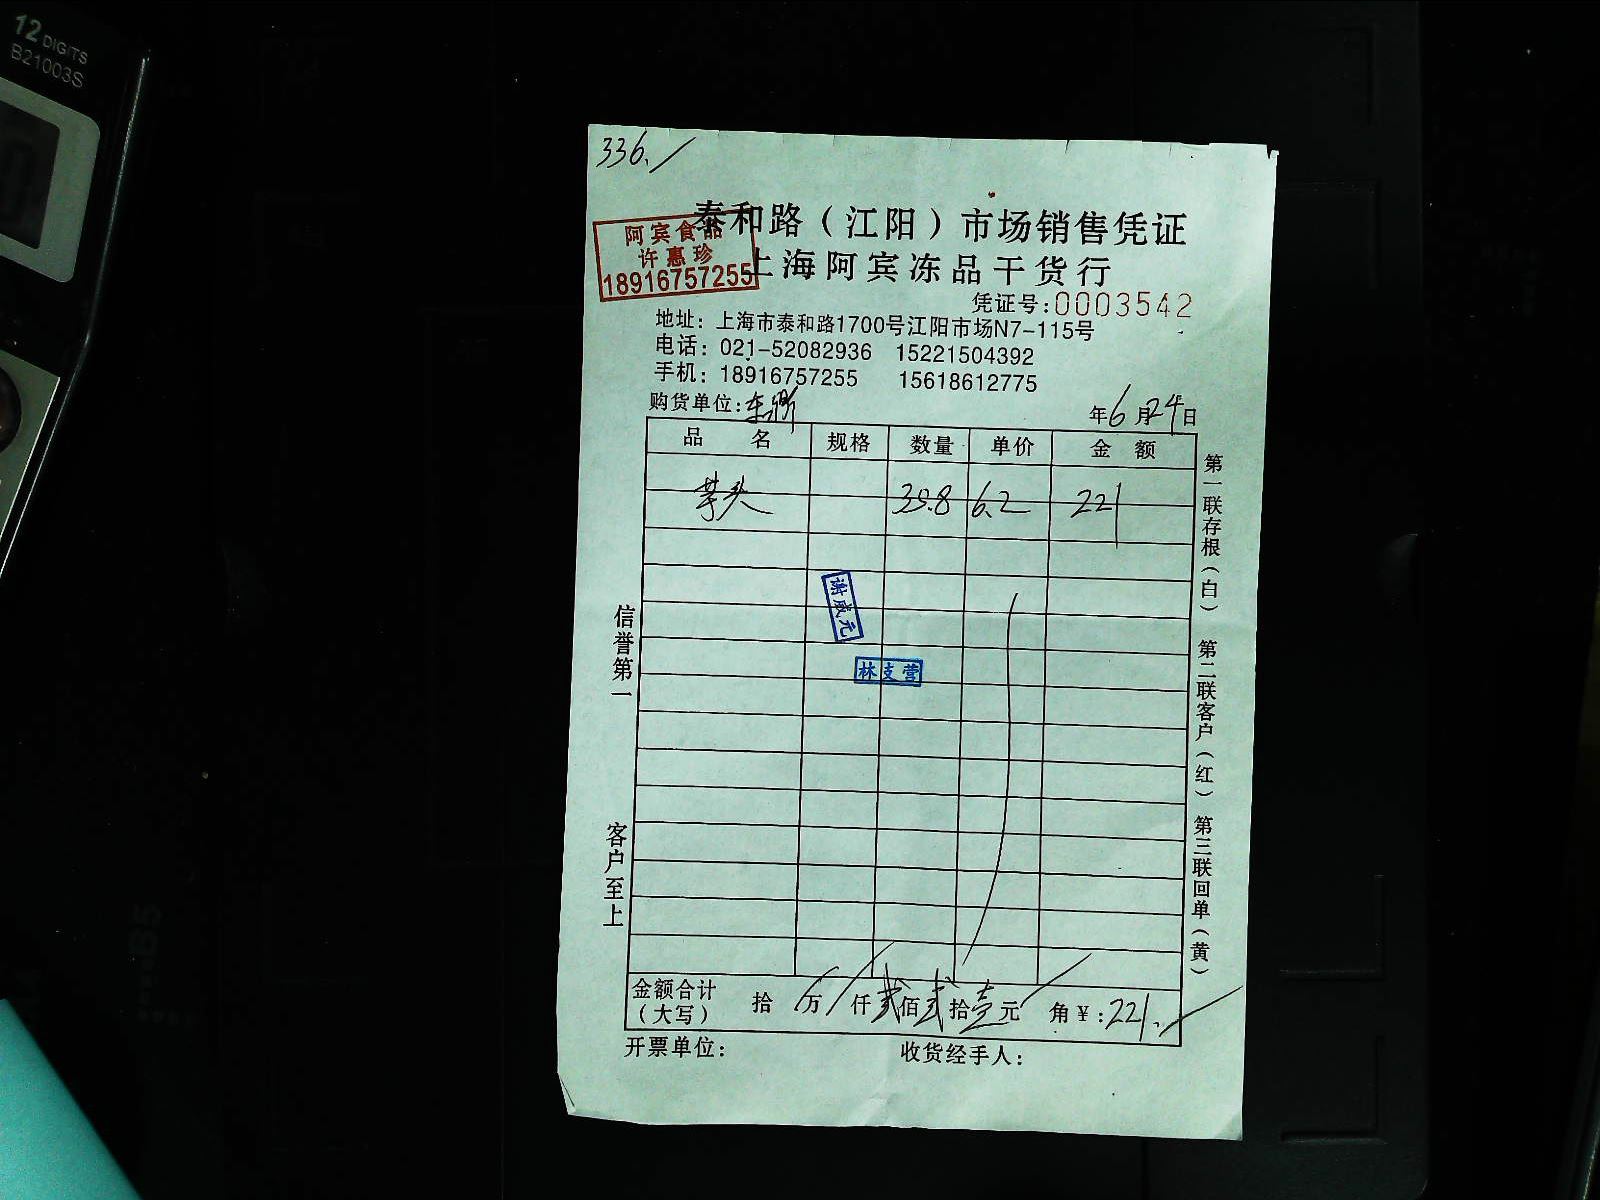 12 DIGITS
B21003S
336.
泰和路（江阳）市场销售凭证
上海阿宾冻品干货行
阿宾食品
许惠珍
18916757255
凭证号:0003542
地址：上海市泰和路1700号江阳市场N7-115号
电话：021-52082936 15221504392
手机：18916757255 15618612775
购货单位:
年6月24日
品 名 规格 数量 单价 金 额
芋头 35.8 6.2 221
谢威元
林支营
信誉第一
客户至上
第一联存根（白） 第二联客户（红） 第三联回单（黄）
金额合计（大写） 拾 万 仟 贰佰贰拾壹元 角￥:221.
开票单位: 收货经手人: